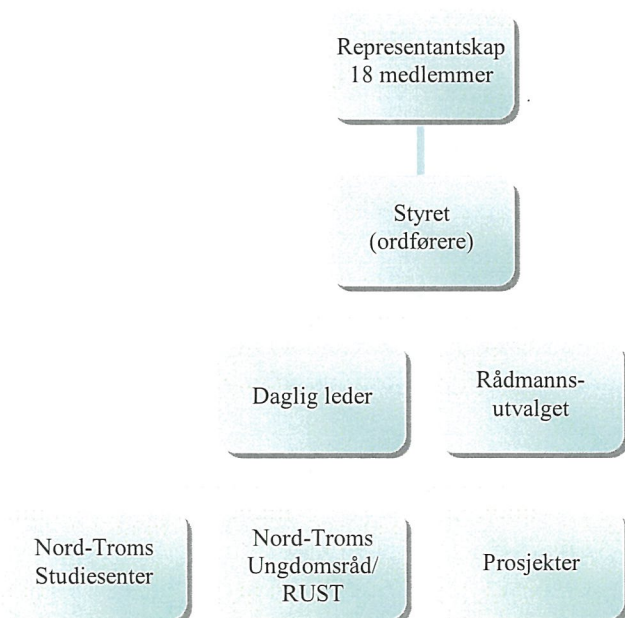 Representantskap
18 medlemmer
Styret
(ordførere)
Daglig leder
Rådmanns-
utvalget
Nord-Troms
Studiesenter
Nord-Troms
Ungdomsråd/
RUST
Prosjekter